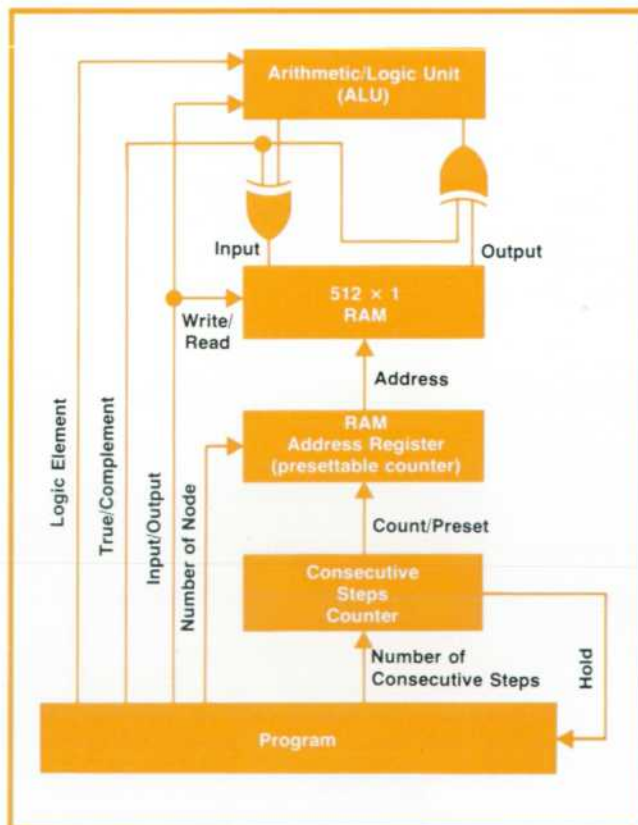 Arithmetic/Logic Unit
(ALU)
Input
Output
512 × 1
RAM
Write/
Read
Address
RAM
Address Register
(presettable counter)
Count/Preset
Consecutive
Steps
Counter
Number of
Consecutive Steps
Hold
Logic Element
True/Complement
Input/Output
Number of Node
Program